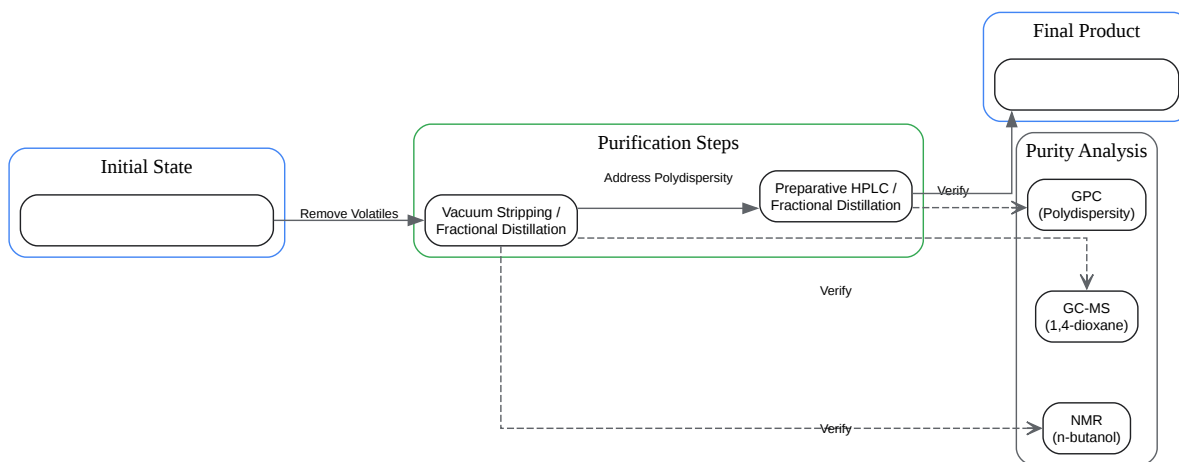 Final Product
Initial State
Purification Steps
Purity Analysis
Remove Volatiles
Vacuum Stripping /
Fractional Distillation
Address Polydispersity
Preparative HPLC /
Fractional Distillation
Verify
GPC
(Polydispersity)
Verify
GC-MS
(1,4-dioxane)
Verify
NMR
(n-butanol)